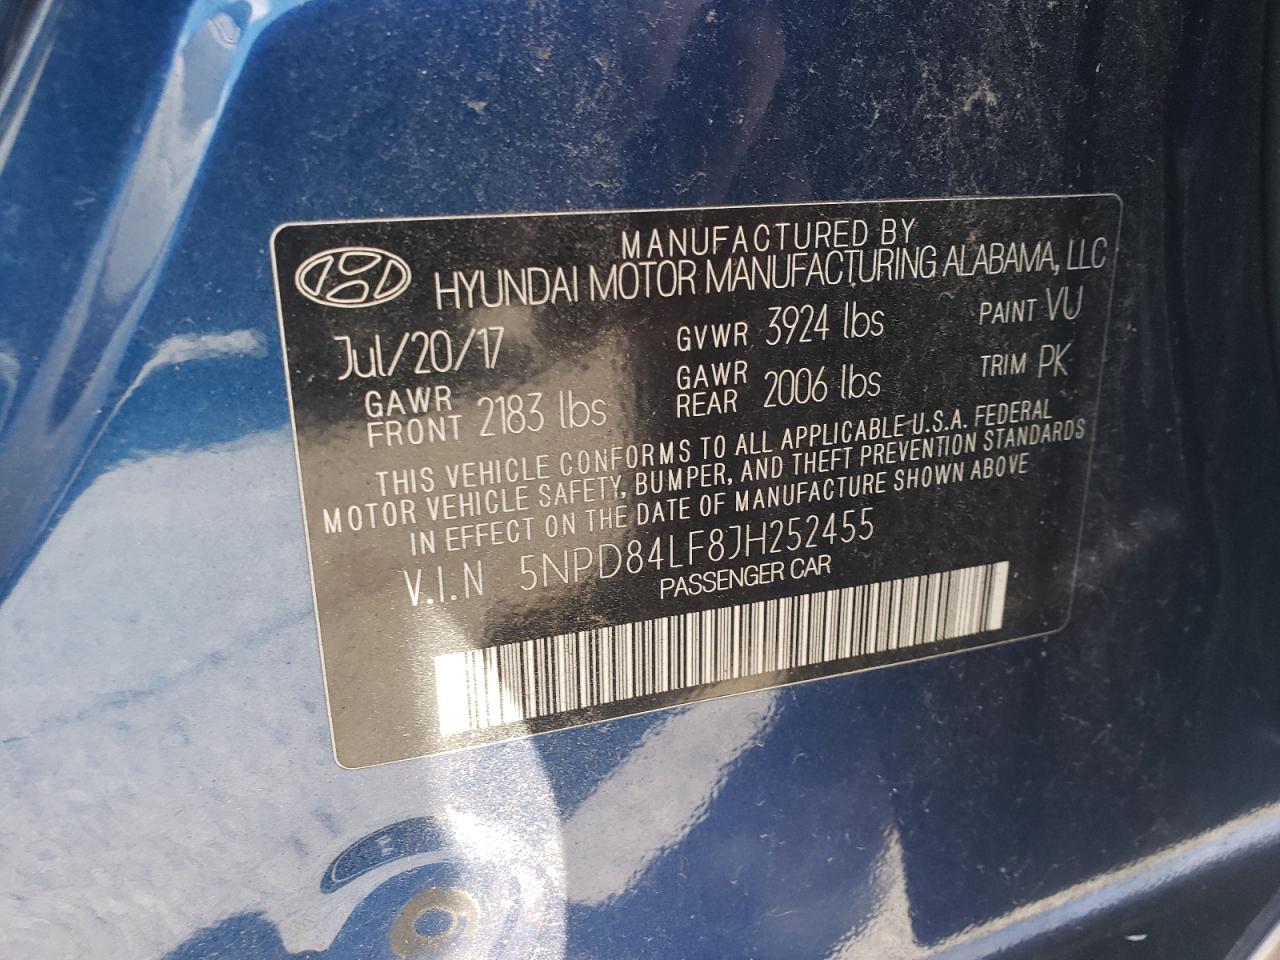 MANUFACTURED BY
HYUNDAI MOTOR MANUFACTURING ALABAMA, LLC
Jul/20/17 GVWR 3924 lbs PAINT VU
GAWR FRONT 2183 lbs GAWR REAR 2006 lbs TRIM PK
THIS VEHICLE CONFORMS TO ALL APPLICABLE U.S.A. FEDERAL
MOTOR VEHICLE SAFETY, BUMPER, AND THEFT PREVENTION STANDARDS
IN EFFECT ON THE DATE OF MANUFACTURE SHOWN ABOVE
V.I.N 5NPD84LF8JH252455
PASSENGER CAR